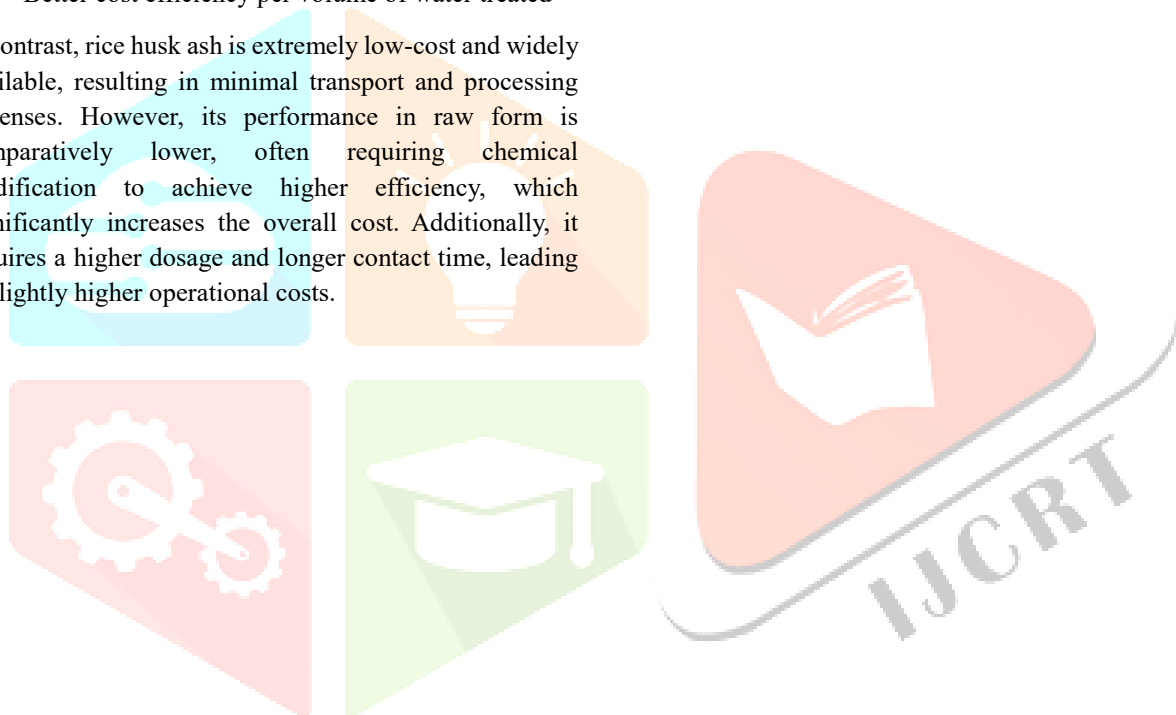 Better cost efficiency per volume of water treated
ontrast, rice husk ash is extremely low-cost and widely
ilable, resulting in minimal transport and processing
enses. However, its performance in raw form is
mparatively lower, often requiring chemical
dification to achieve higher efficiency, which
nificantly increases the overall cost. Additionally, it
uires a higher dosage and longer contact time, leading
lightly higher operational costs.
IJCRT